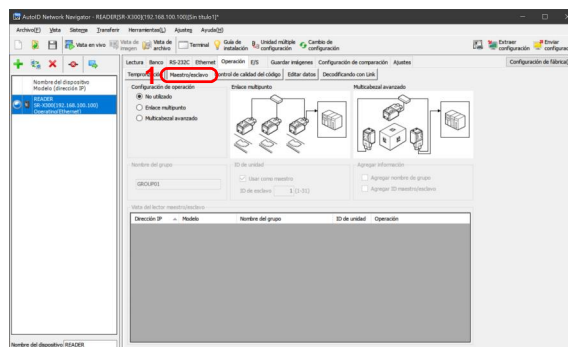 AutoID Network Navigator - READER[SR-X300][192.168.100.100][Sin título1]*
Archivo(F) Vista Sistema Transferir Herramientas(L) Ajustes Ayuda(H)
Vista en vivo Vista de imagen Vista de archivo Terminal Guía de instalación Unidad múltiple configuración Cambio de configuración Extraer configuración Enviar configurac
Lectura Banco RS-232C Ethernet Operación E/S Guardar imágenes Configuración de comparación Ajustes Configuración de fábrica(
1 Maestro/esclavo Control de calidad del código Editar datos Decodificando con Link
Nombre del dispositivo
Modelo (dirección IP)
READER
SR-X300(192.168.100.100)
Operating(Ethernet)
Configuración de operación
No utilizado
Enlace multipunto
Multicabezal avanzado
Enlace multipunto
Multicabezal avanzado
Nombre del grupo
GROUP01
ID de unidad
Usar como maestro
ID de esclavo 1 (1-31)
Agregar información
Agregar nombre de grupo
Agregar ID maestro/esclavo
Vista del lector maestro/esclavo
Dirección IP Modelo Nombre del grupo ID de unidad Operación
Nombre del dispositivo READER